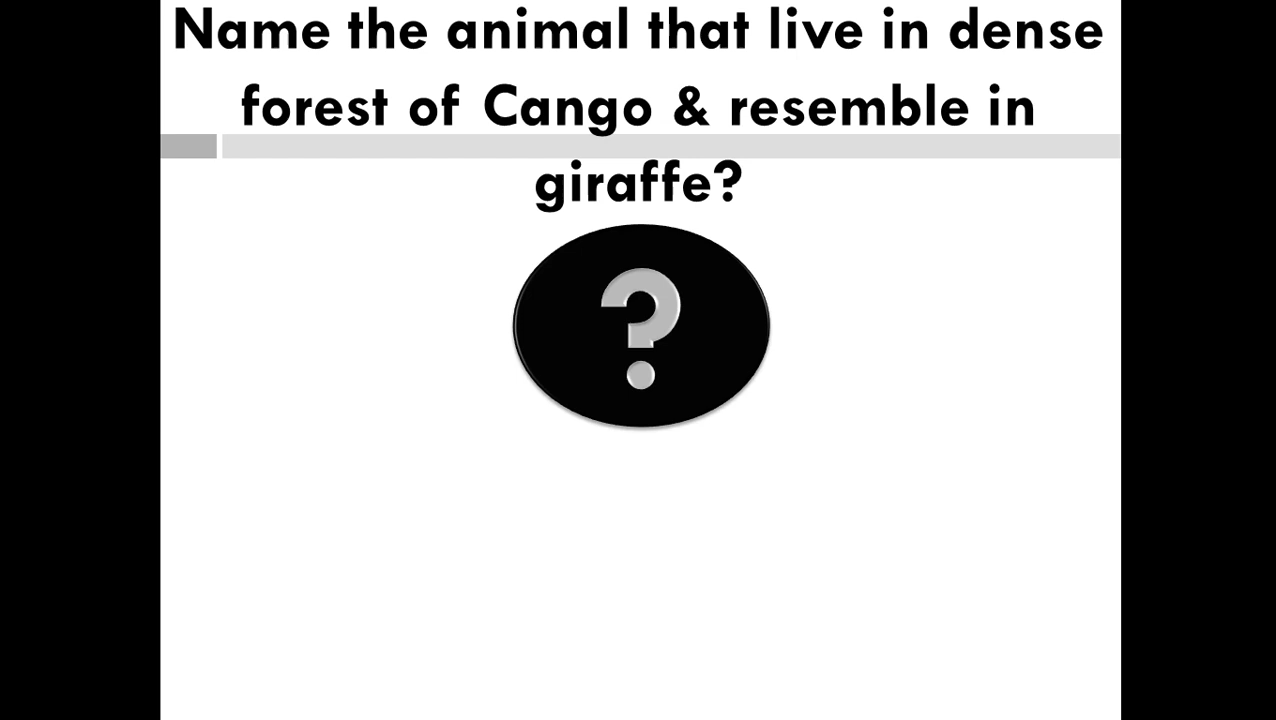 Name the animal that live in dense
forest of Cango & resemble in
giraffe?
?